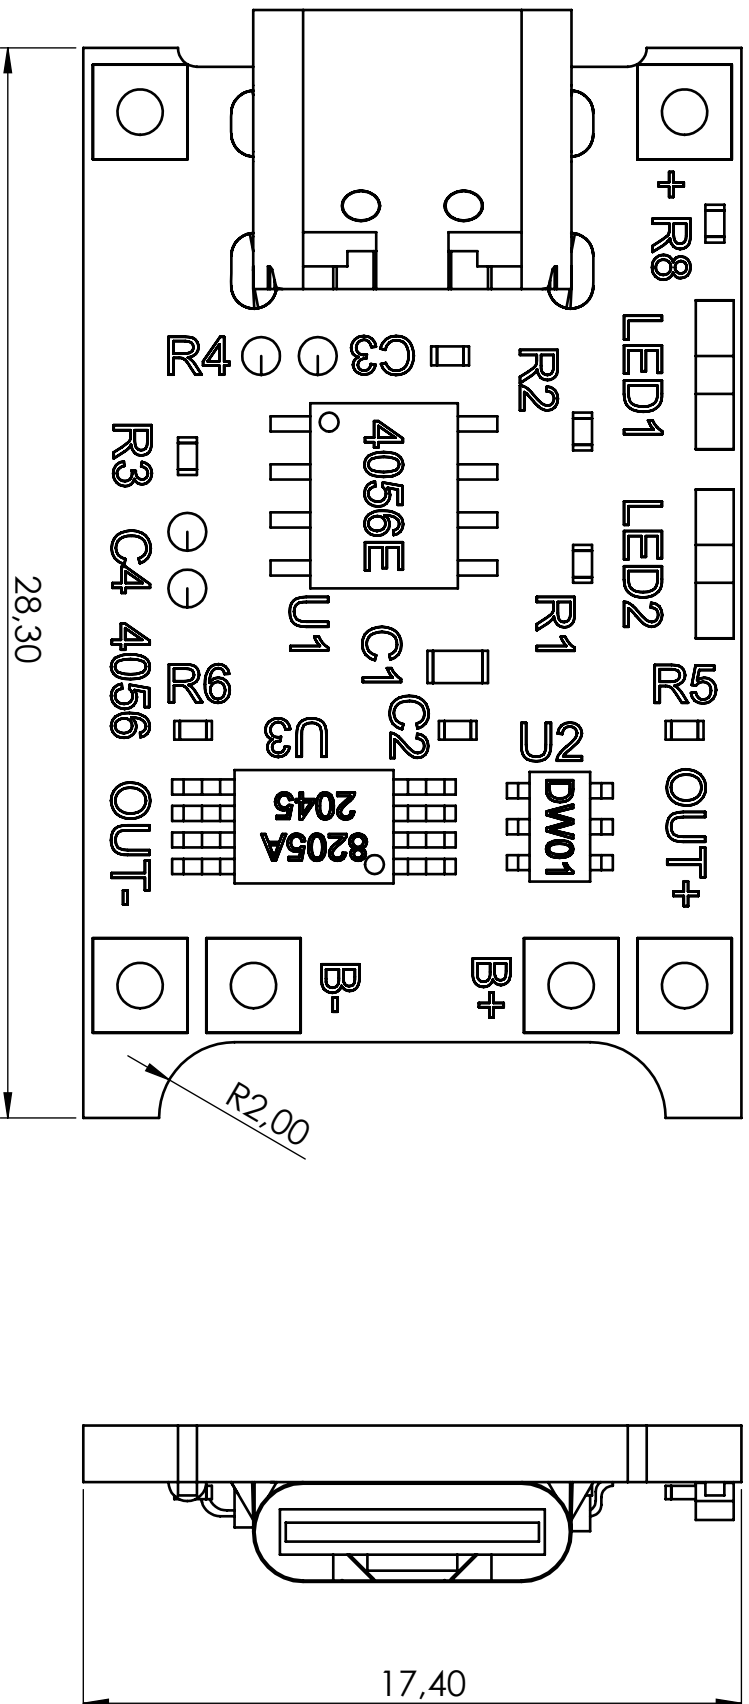 +
R8
R4
C3
R2
LED1
4056E
R3
C4
LED2
28,30
U1
R1
C1
4056
R6
R5
C2
U3
U2
2045
8205A
DW01
OUT-
OUT+
B-
B+
R2,00
17,40